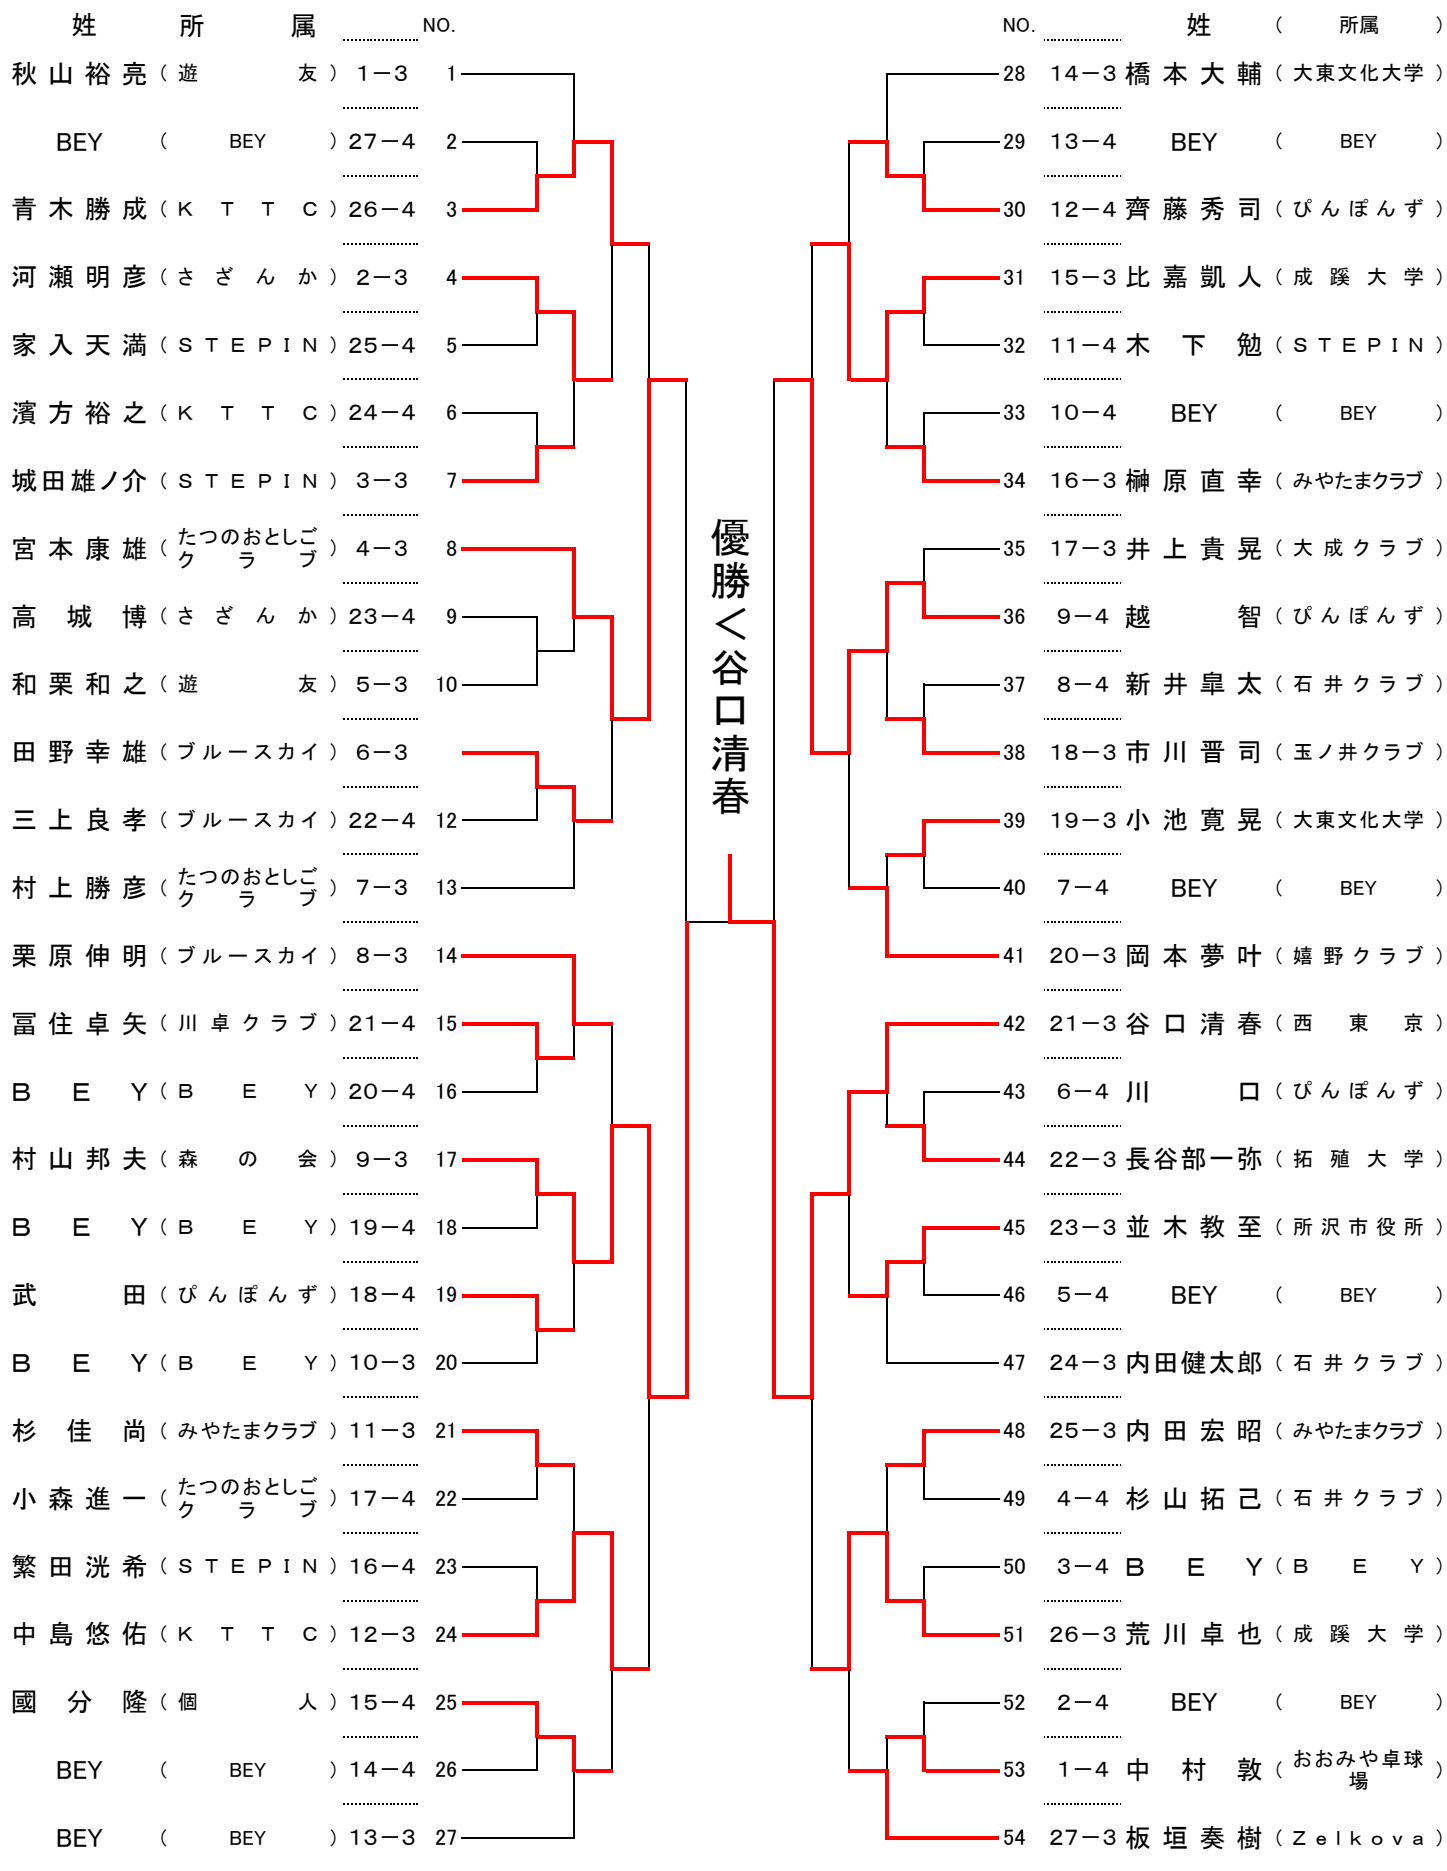 姓 所 属 NO.
秋山裕亮 (遊 友) 1-3 1
BEY ( BEY ) 27-4 2
青木勝成 (K T T C) 26-4 3
河瀬明彦 (さざんか) 2-3 4
家入天満 (STEPIN) 25-4 5
濱方裕之 (K T T C) 24-4 6
城田雄ノ介 (STEPIN) 3-3 7
宮本康雄 (たつのおとしごクラブ) 4-3 8
高城博 (さざんか) 23-4 9
和栗和之 (遊 友) 5-3 10
田野幸雄 (ブルースカイ) 6-3
三上良孝 (ブルースカイ) 22-4 12
村上勝彦 (たつのおとしごクラブ) 7-3 13
栗原伸明 (ブルースカイ) 8-3 14
冨住卓矢 (川卓クラブ) 21-4 15
B E Y (B E Y) 20-4 16
村山邦夫 (森の会) 9-3 17
B E Y (B E Y) 19-4 18
武田 (ぴんぽんず) 18-4 19
B E Y (B E Y) 10-3 20
杉佳尚 (みやたまクラブ) 11-3 21
小森進一 (たつのおとしごクラブ) 17-4 22
繁田洸希 (STEPIN) 16-4 23
中島悠佑 (K T T C) 12-3 24
國分隆 (個人) 15-4 25
BEY ( BEY ) 14-4 26
BEY ( BEY ) 13-3 27
優勝<谷口清春
NO. 姓 ( 所属 )
28 14-3 橋本大輔 (大東文化大学)
29 13-4 BEY ( BEY )
30 12-4 齊藤秀司 (ぴんぽんず)
31 15-3 比嘉凱人 (成蹊大学)
32 11-4 木下勉 (STEPIN)
33 10-4 BEY ( BEY )
34 16-3 榊原直幸 (みやたまクラブ)
35 17-3 井上貴晃 (大成クラブ)
36 9-4 越智 (ぴんぽんず)
37 8-4 新井皐太 (石井クラブ)
38 18-3 市川晋司 (玉ノ井クラブ)
39 19-3 小池寛晃 (大東文化大学)
40 7-4 BEY ( BEY )
41 20-3 岡本夢叶 (嬉野クラブ)
42 21-3 谷口清春 (西東京)
43 6-4 川口 (ぴんぽんず)
44 22-3 長谷部一弥 (拓殖大学)
45 23-3 並木教至 (所沢市役所)
46 5-4 BEY ( BEY )
47 24-3 内田健太郎 (石井クラブ)
48 25-3 内田宏昭 (みやたまクラブ)
49 4-4 杉山拓己 (石井クラブ)
50 3-4 B E Y (B E Y)
51 26-3 荒川卓也 (成蹊大学)
52 2-4 BEY ( BEY )
53 1-4 中村敦 (おおみや卓球場)
54 27-3 板垣奏樹 (Zelkova)